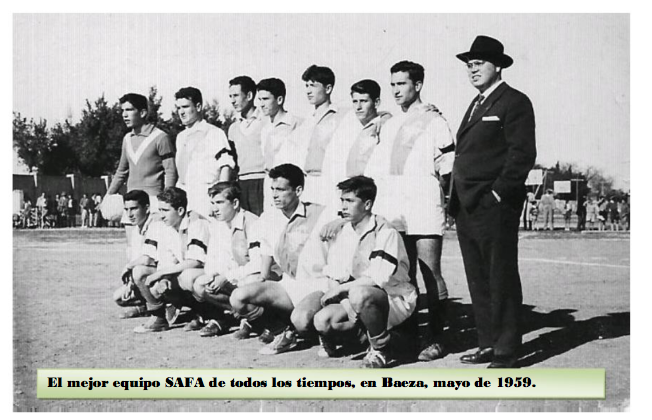 El mejor equipo SAFA de todos los tiempos, en Baeza, mayo de 1959.